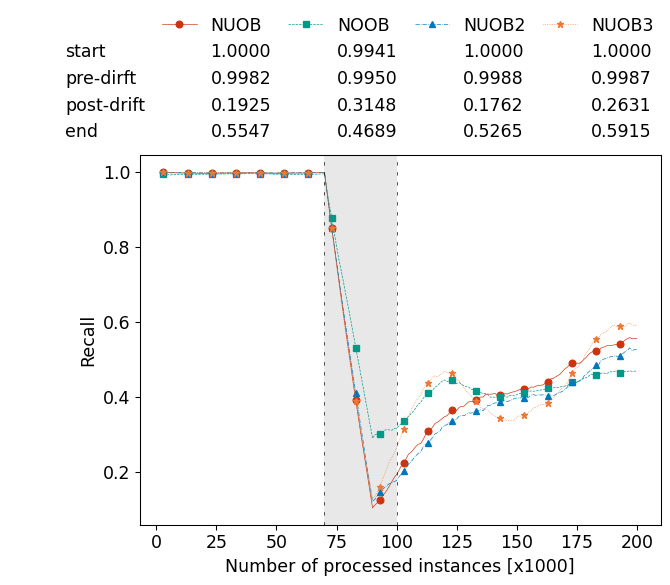 NUOB NOOB NUOB2 NUOB3
start 1.0000 0.9941 1.0000 1.0000
pre-dirft 0.9982 0.9950 0.9988 0.9987
post-drift 0.1925 0.3148 0.1762 0.2631
end 0.5547 0.4689 0.5265 0.5915
1.0
0.8
0.6
0.4
0.2
Recall
0 25 50 75 100 125 150 175 200
Number of processed instances [x1000]